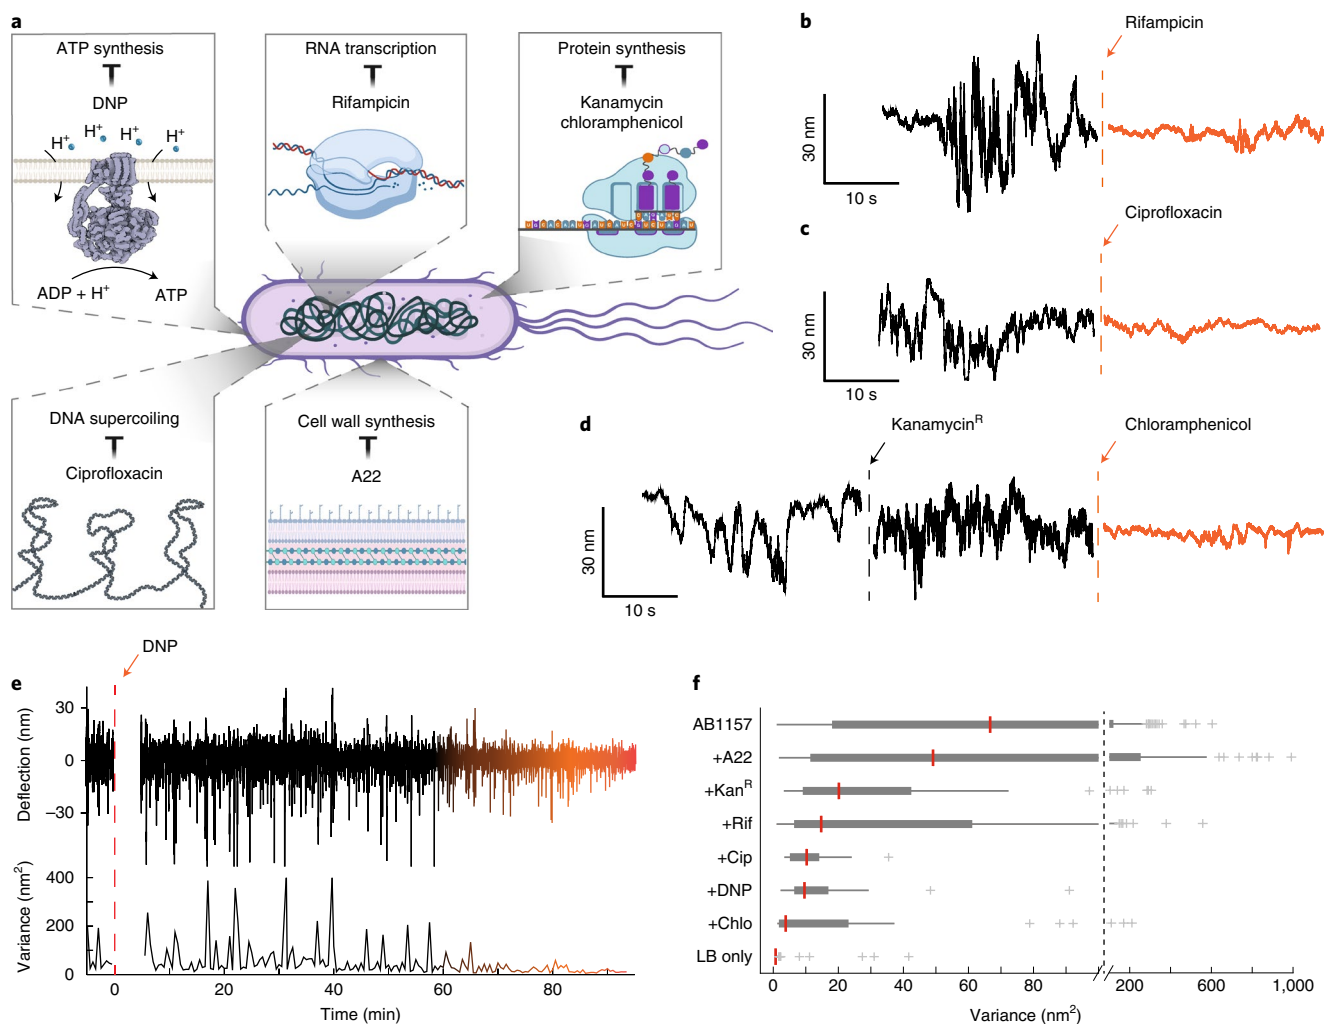 a
ATP synthesis
DNP
H+
H+
H+
H+
ADP + H+
ATP
RNA transcription
Rifampicin
Protein synthesis
Kanamycin
chloramphenicol
DNA supercoiling
Ciprofloxacin
Cell wall synthesis
A22
b
Rifampicin
30 nm
10 s
c
Ciprofloxacin
30 nm
10 s
d
KanamycinR
Chloramphenicol
30 nm
10 s
e
DNP
Deflection (nm)
30
0
–30
Variance (nm2)
400
200
0
0
20
40
60
80
Time (min)
f
AB1157
+A22
+KanR
+Rif
+Cip
+DNP
+Chlo
LB only
0
20
40
60
80
200
600
1,000
Variance (nm2)